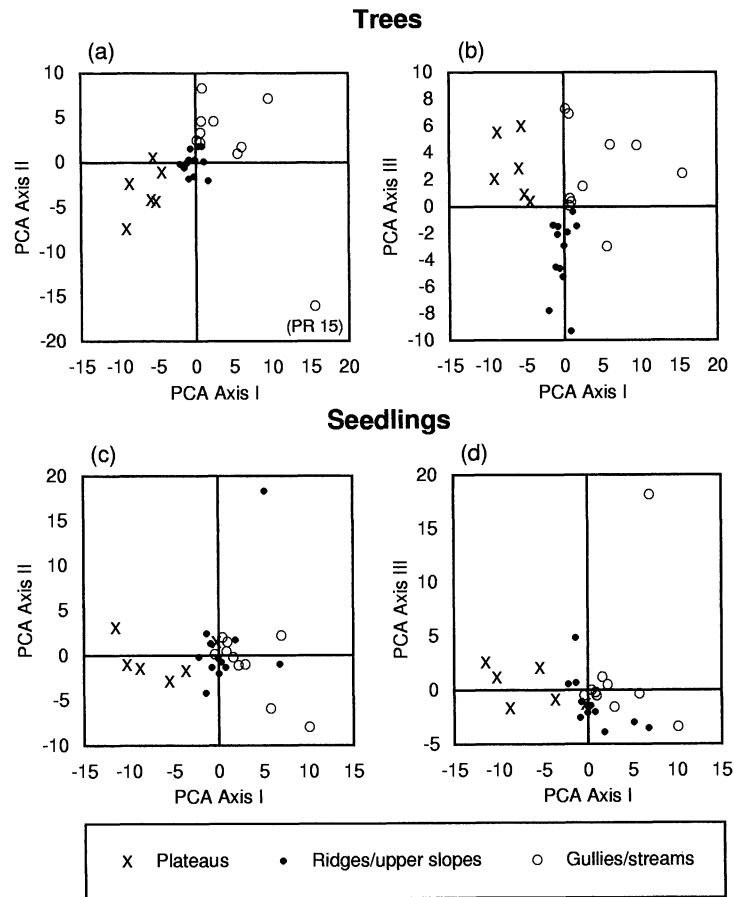 Trees
(a)
(b)
10
5
0
-5
-10
-15
-20
PCA Axis II
(PR 15)
-15 -10 -5 0 5 10 15 20
PCA Axis I
8
6
4
2
0
-2
-4
-6
-8
-10
PCA Axis III
-15 -10 -5 0 5 10 15 20
PCA Axis I
Seedlings
(c)
(d)
20
15
10
5
0
-5
-10
PCA Axis II
-15 -10 -5 0 5 10 15
PCA Axis I
20
15
10
5
0
-5
PCA Axis III
-15 -10 -5 0 5 10 15
PCA Axis I
X Plateaus • Ridges/upper slopes ○ Gullies/streams